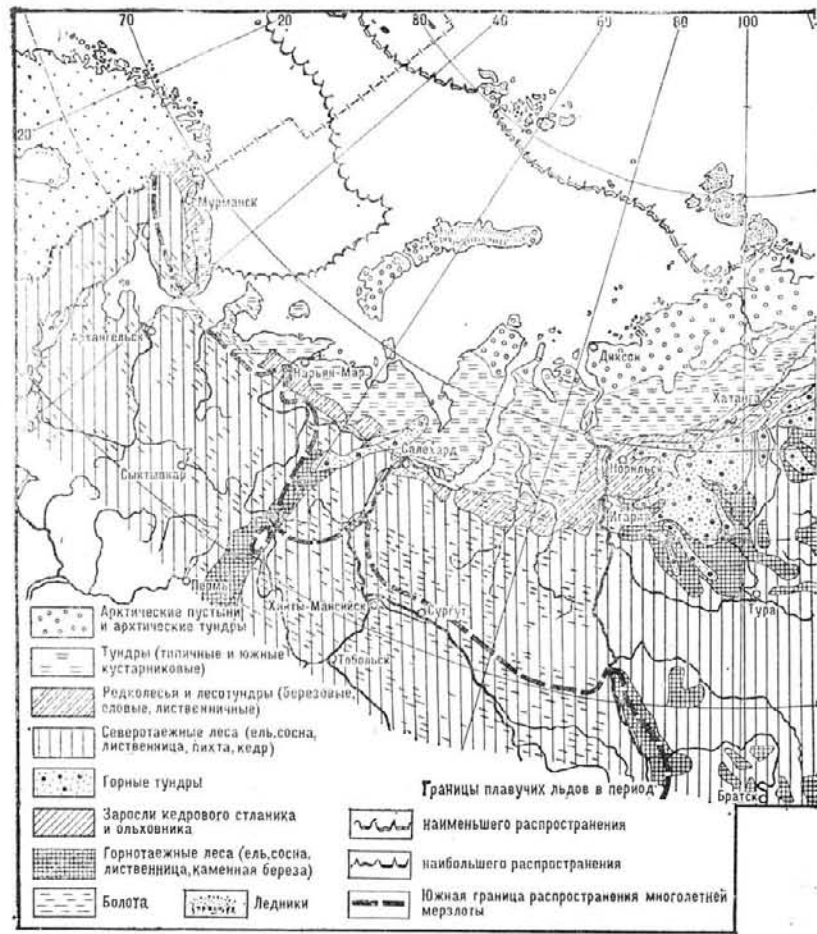 70 20 80 40 60 80 100
20
Мурманск
Архангельск
Нарьян-Мар
Диксон
Хатанга
Салехард
Сыктывкар
Норильск
Пермь
Тура
Ханты-Мансийск
Сургут
Тобольск
Братск
Арктические пустыни
и арктические тундры
Тундры (типичные и южные
кустарниковые)
Редколесья и лесотундры (березовые,
еловые, лиственничные)
Северотаежные леса (ель, сосна,
лиственница, пихта, кедр)
Горные тундры
Заросли кедрового стланика
и ольховника
Горнотаежные леса (ель, сосна,
лиственница, каменная береза)
Болота
Ледники
Границы плавучих льдов в период
наименьшего распространения
наибольшего распространения
Южная граница распространения многолетней
мерзлоты